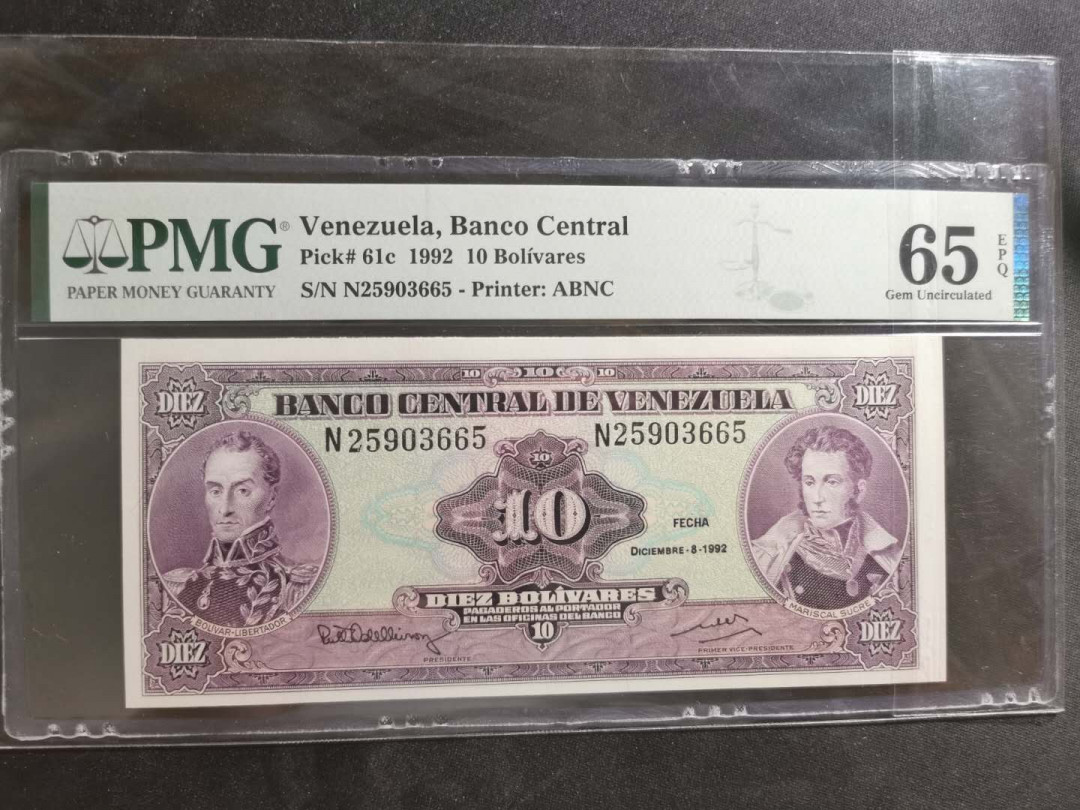 PMG®
PAPER MONEY GUARANTY
Venezuela, Banco Central
Pick# 61c 1992 10 Bolívares
S/N N25903665 - Printer: ABNC
65
EPQ
Gem Uncirculated
10 10 10
DIEZ DIEZ
BANCO CENTRAL DE VENEZUELA
N25903665 N25903665
10
10
FECHA
DICIEMBRE-8-1992
DIEZ BOLÍVARES
PAGADEROS AL PORTADOR
EN LAS OFICINAS DEL BANCO
BOLIVAR-LIBERTADOR
MARISCAL SUCRE
10
PRESIDENTE
PRIMER VICE-PRESIDENTE
DIEZ DIEZ